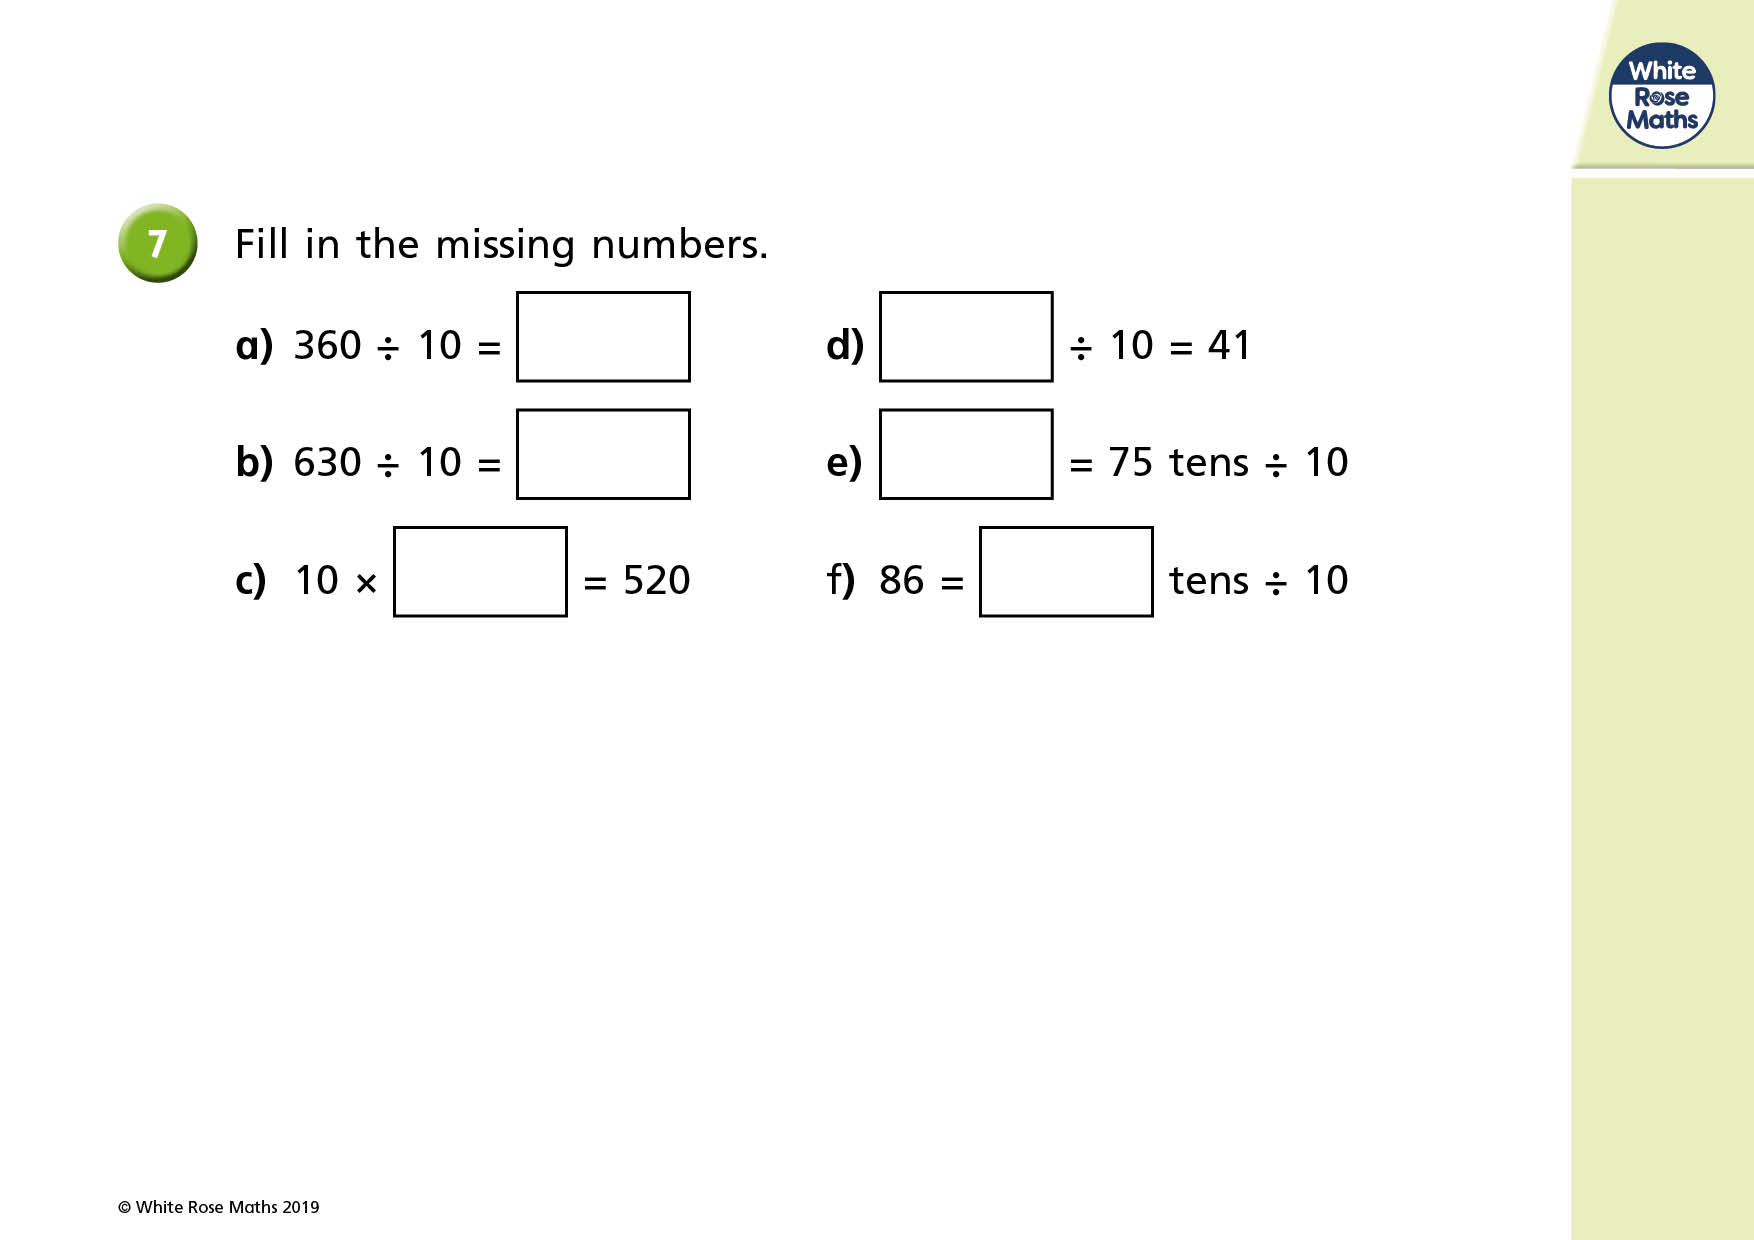 White
Rose
Maths
7 Fill in the missing numbers.
a) 360 ÷ 10 =
d) ÷ 10 = 41
b) 630 ÷ 10 =
e) = 75 tens ÷ 10
c) 10 × = 520
f) 86 = tens ÷ 10
© White Rose Maths 2019